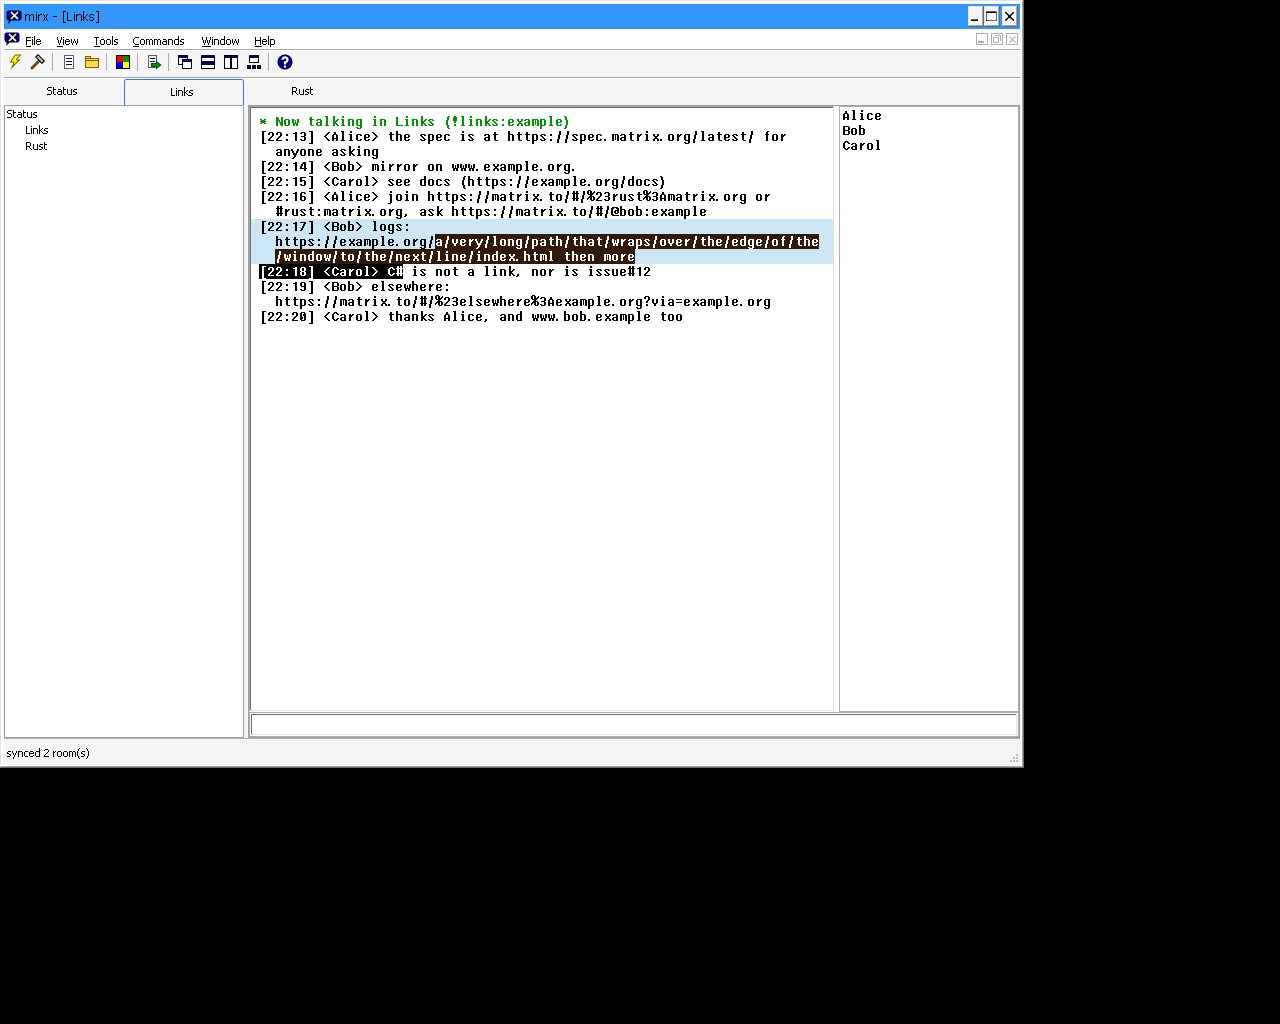 mirx - [Links]
File View Tools Commands Window Help
Status Links Rust
Status
Links
Rust
* Now talking in Links (!links:example)
[22:13] <Alice> the spec is at https://spec.matrix.org/latest/ for
anyone asking
[22:14] <Bob> mirror on www.example.org.
[22:15] <Carol> see docs (https://example.org/docs)
[22:16] <Alice> join https://matrix.to/#/%23rust%3Amatrix.org or
#rust:matrix.org, ask https://matrix.to/#/@bob:example
[22:17] <Bob> logs:
https://example.org/a/very/long/path/that/wraps/over/the/edge/of/the
/window/to/the/next/line/index.html then more
[22:18] <Carol> C# is not a link, nor is issue#12
[22:19] <Bob> elsewhere:
https://matrix.to/#/%23elsewhere%3Aexample.org?via=example.org
[22:20] <Carol> thanks Alice, and www.bob.example too
Alice
Bob
Carol
synced 2 room(s)